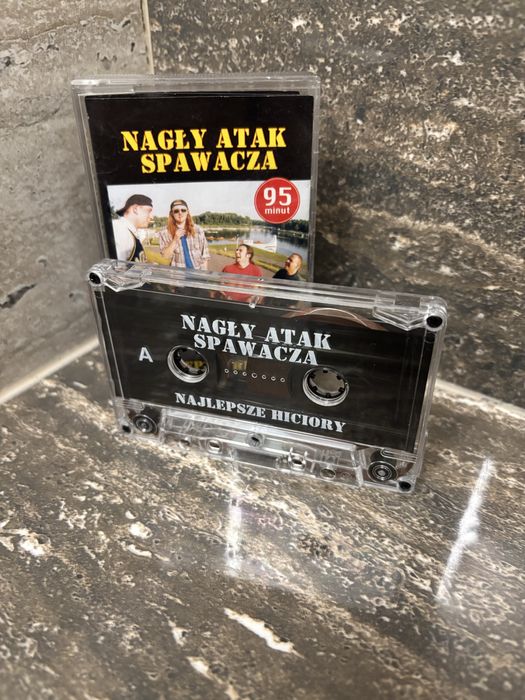 NAGŁY ATAK
SPAWACZA
95
minut
NAGŁY ATAK
SPAWACZA
A
NAJLEPSZE HICIORY